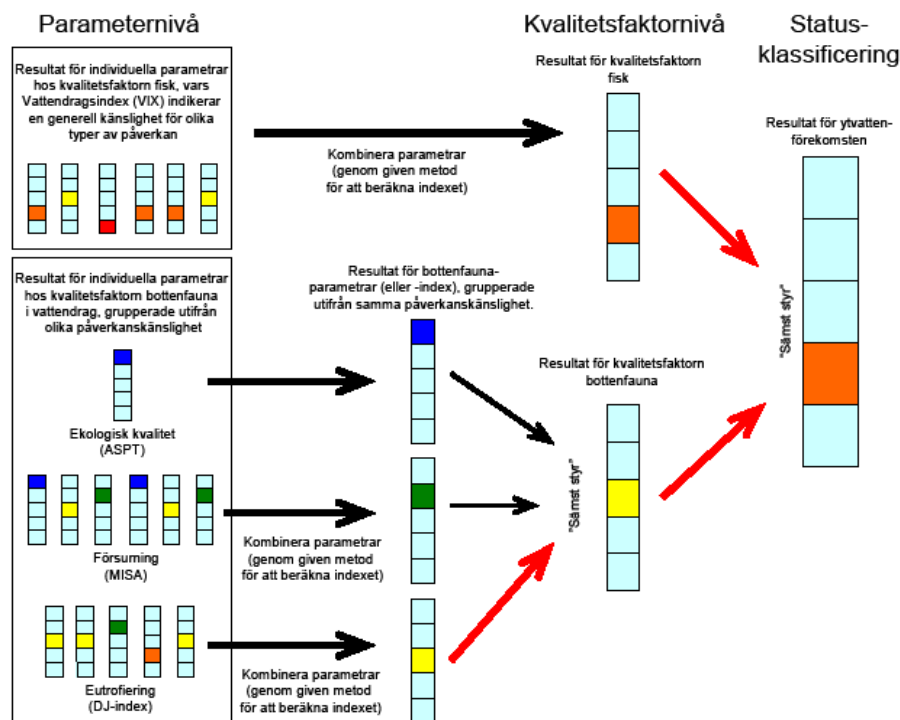 Parameternivå
Kvalitetsfaktornivå
Status-
klassificering
Resultat för individuella parametrar
hos kvalitetsfaktorn fisk, vars
Vattendragsindex (VIX) indikerar
en generell känslighet för olika
typer av påverkan
Kombinera parametrar
(genom given metod
för att beräkna indexet)
Resultat för kvalitetsfaktorn
fisk
Resultat för ytvatten-
förekomsten
"Sämst styr"
Resultat för individuella parametrar
hos kvalitetsfaktorn bottenfauna
i vattendrag, grupperade utifrån
olika påverkanskänslighet
Ekologisk kvalitet
(ASPT)
Resultat för bottenfauna-
parametrar (eller -index), grupperade
utifrån samma påverkanskänslighet.
Resultat för kvalitetsfaktorn
bottenfauna
"Sämst styr"
Försurning
(MISA)
Kombinera parametrar
(genom given metod
för att beräkna indexet)
Eutrofiering
(DJ-index)
Kombinera parametrar
(genom given metod
för att beräkna indexet)